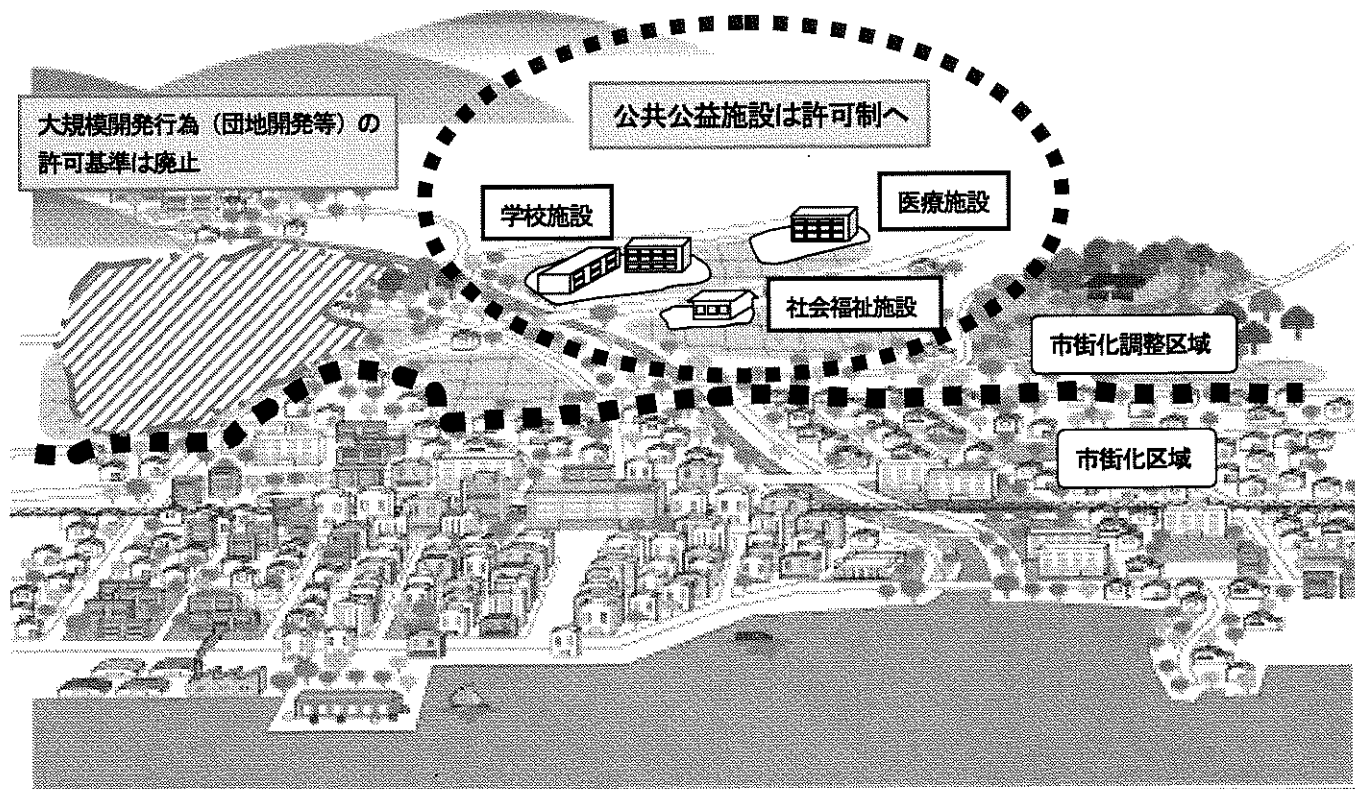 公共公益施設は許可制へ
大規模開発行為（団地開発等）の
許可基準は廃止
学校施設
医療施設
社会福祉施設
市街化調整区域
市街化区域